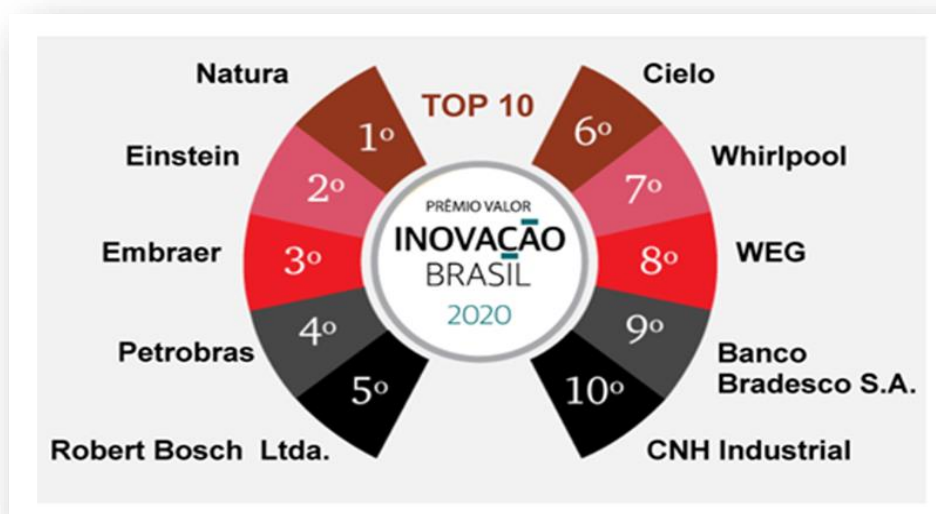 TOP 10
Natura
1º
Einstein
2º
Embraer
3º
Petrobras
4º
Robert Bosch Ltda.
5º
PRÊMIO VALOR
INOVAÇÃO
BRASIL
2020
Cielo
6º
Whirlpool
7º
WEG
8º
Banco
Bradesco S.A.
9º
CNH Industrial
10º